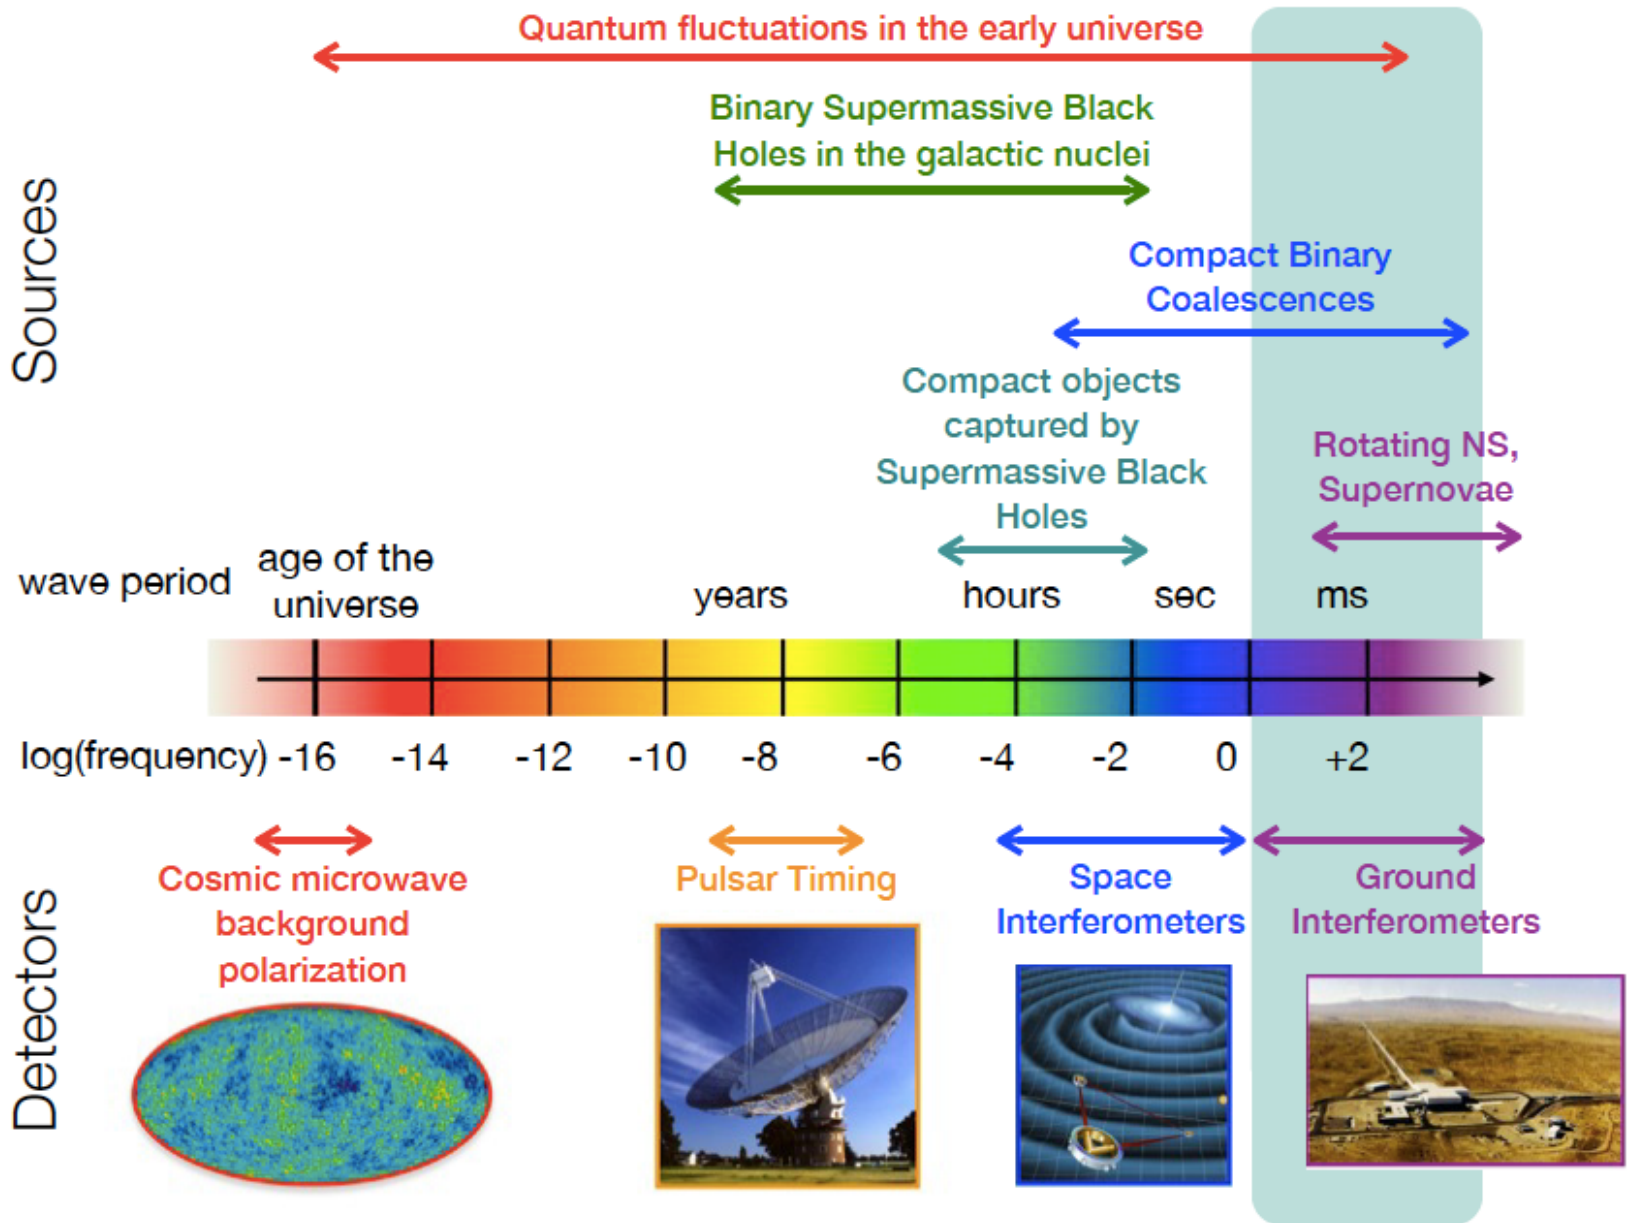 Quantum fluctuations in the early universe
Binary Supermassive Black
Holes in the galactic nuclei
Compact Binary
Coalescences
Compact objects
captured by
Supermassive Black
Holes
Rotating NS,
Supernovae
Sources
wave period
age of the
universe
years
hours
sec
ms
log(frequency) -16 -14 -12 -10 -8 -6 -4 -2 0 +2
Detectors
Cosmic microwave
background
polarization
Pulsar Timing
Space
Interferometers
Ground
Interferometers